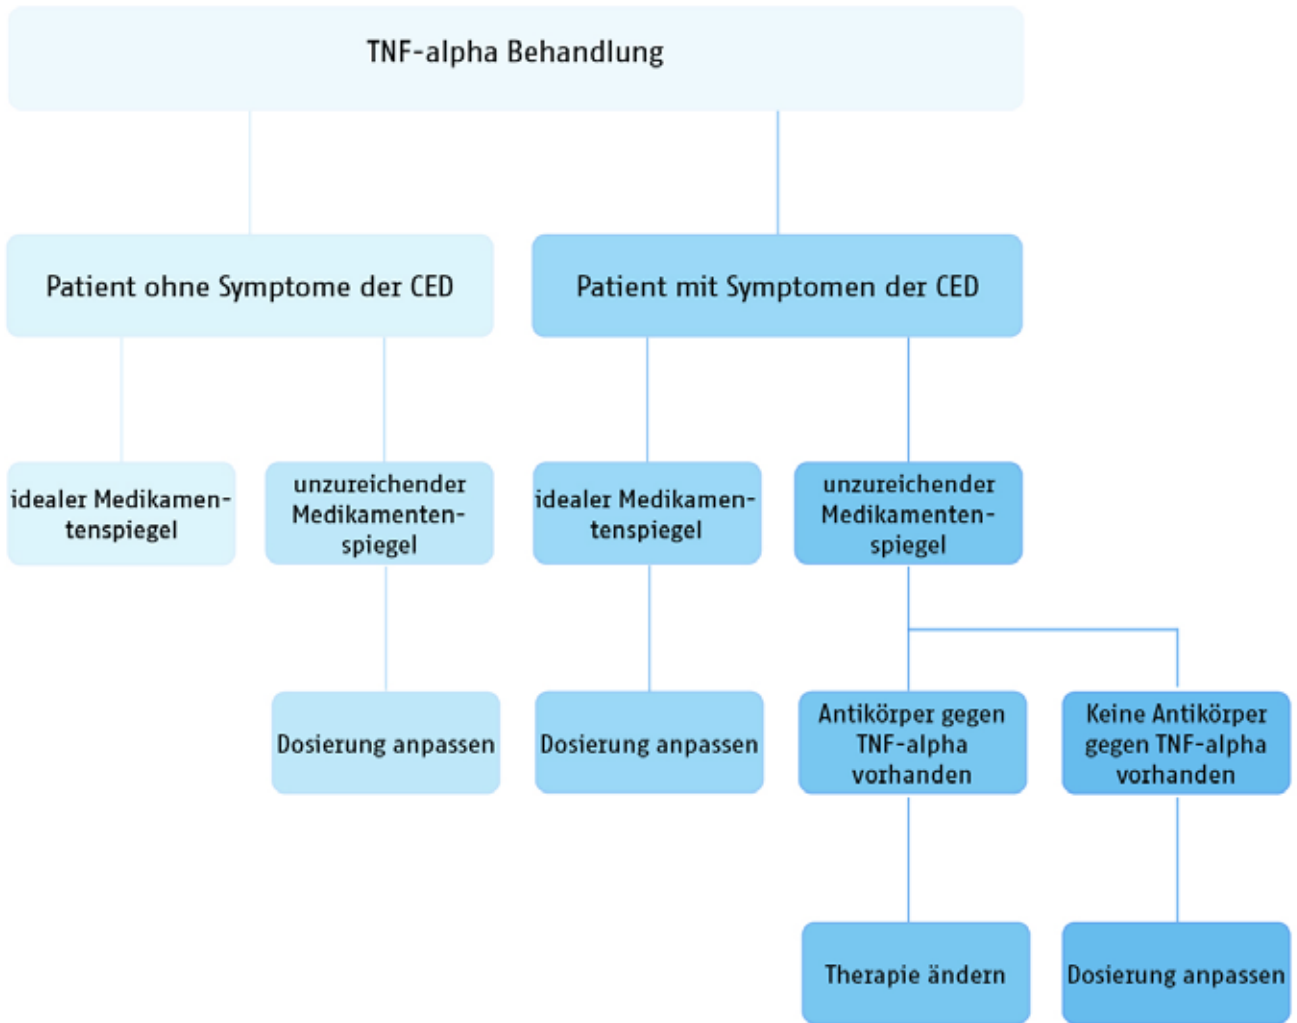 TNF-alpha Behandlung
Patient ohne Symptome der CED
Patient mit Symptomen der CED
idealer Medikamen-
tenspiegel
unzureichender
Medikamenten-
spiegel
idealer Medikamen-
tenspiegel
unzureichender
Medikamenten-
spiegel
Dosierung anpassen
Dosierung anpassen
Antikörper gegen
TNF-alpha
vorhanden
Keine Antikörper
gegen TNF-alpha
vorhanden
Therapie ändern
Dosierung anpassen